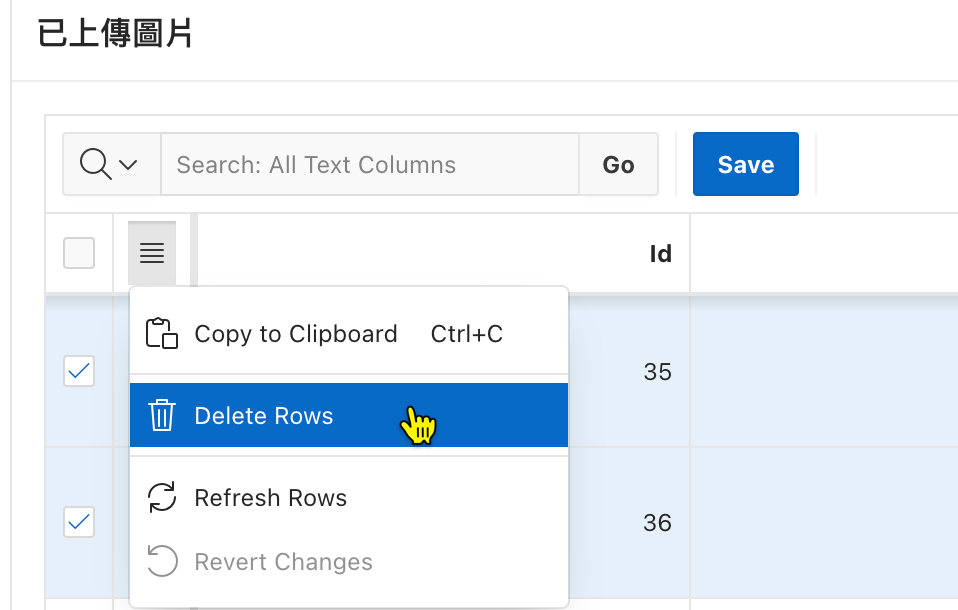 已上傳圖片
Search: All Text Columns
Go
Save
Id
Copy to Clipboard Ctrl+C
35
Delete Rows
Refresh Rows
36
Revert Changes